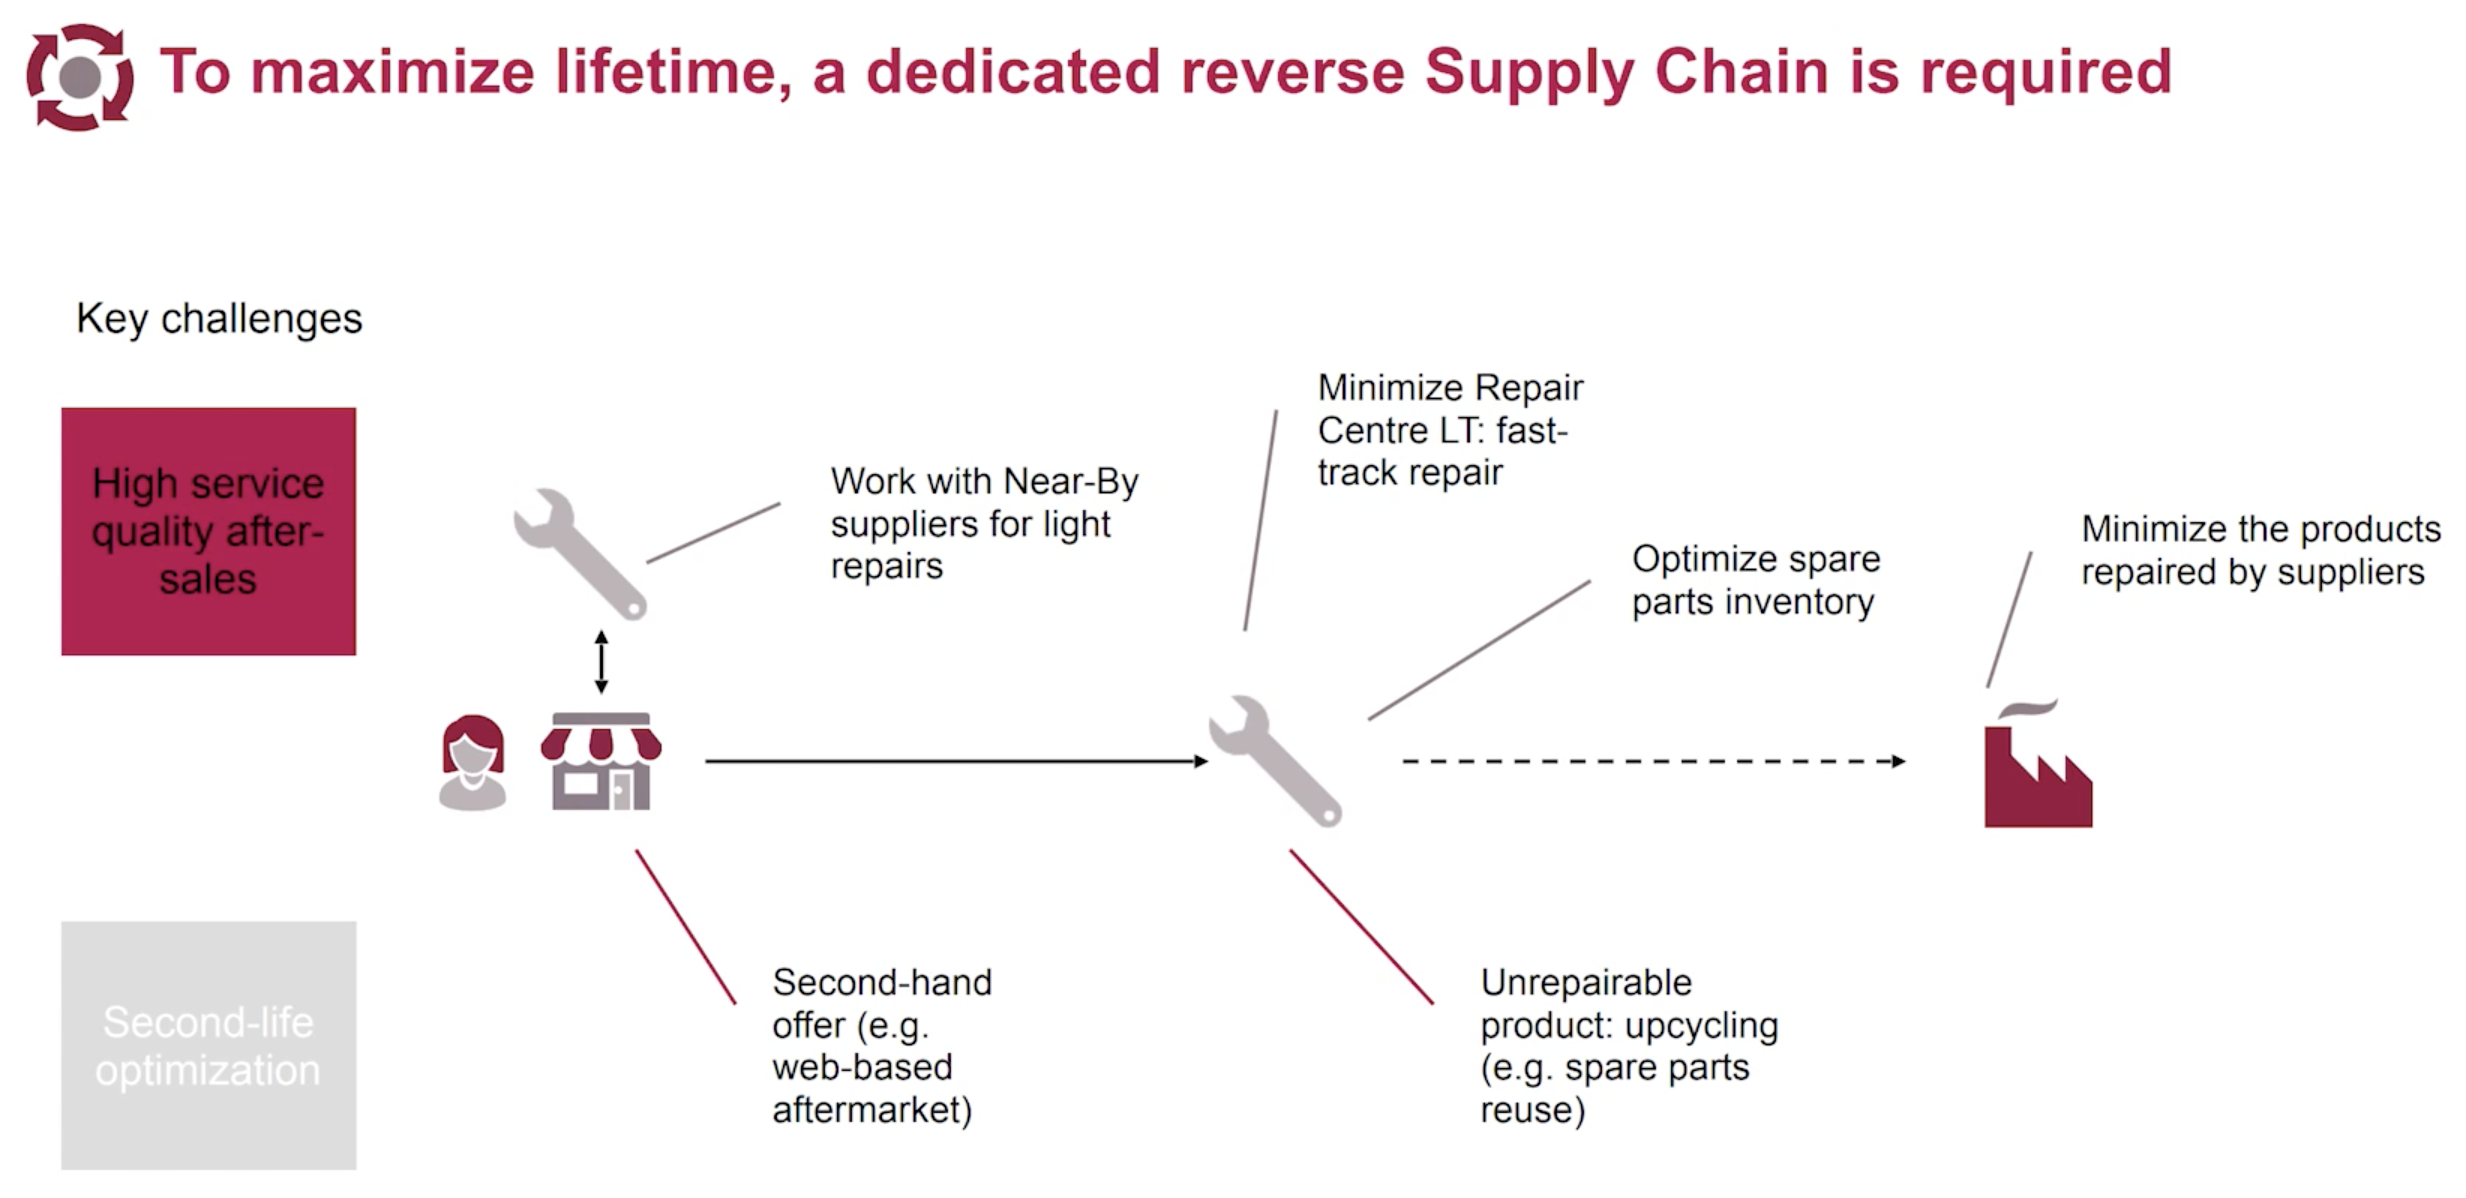 To maximize lifetime, a dedicated reverse Supply Chain is required
Key challenges
High service
quality after-
sales
Work with Near-By
suppliers for light
repairs
Minimize Repair
Centre LT: fast-
track repair
Optimize spare
parts inventory
Minimize the products
repaired by suppliers
Second-life
optimization
Second-hand
offer (e.g.
web-based
aftermarket)
Unrepairable
product: upcycling
(e.g. spare parts
reuse)